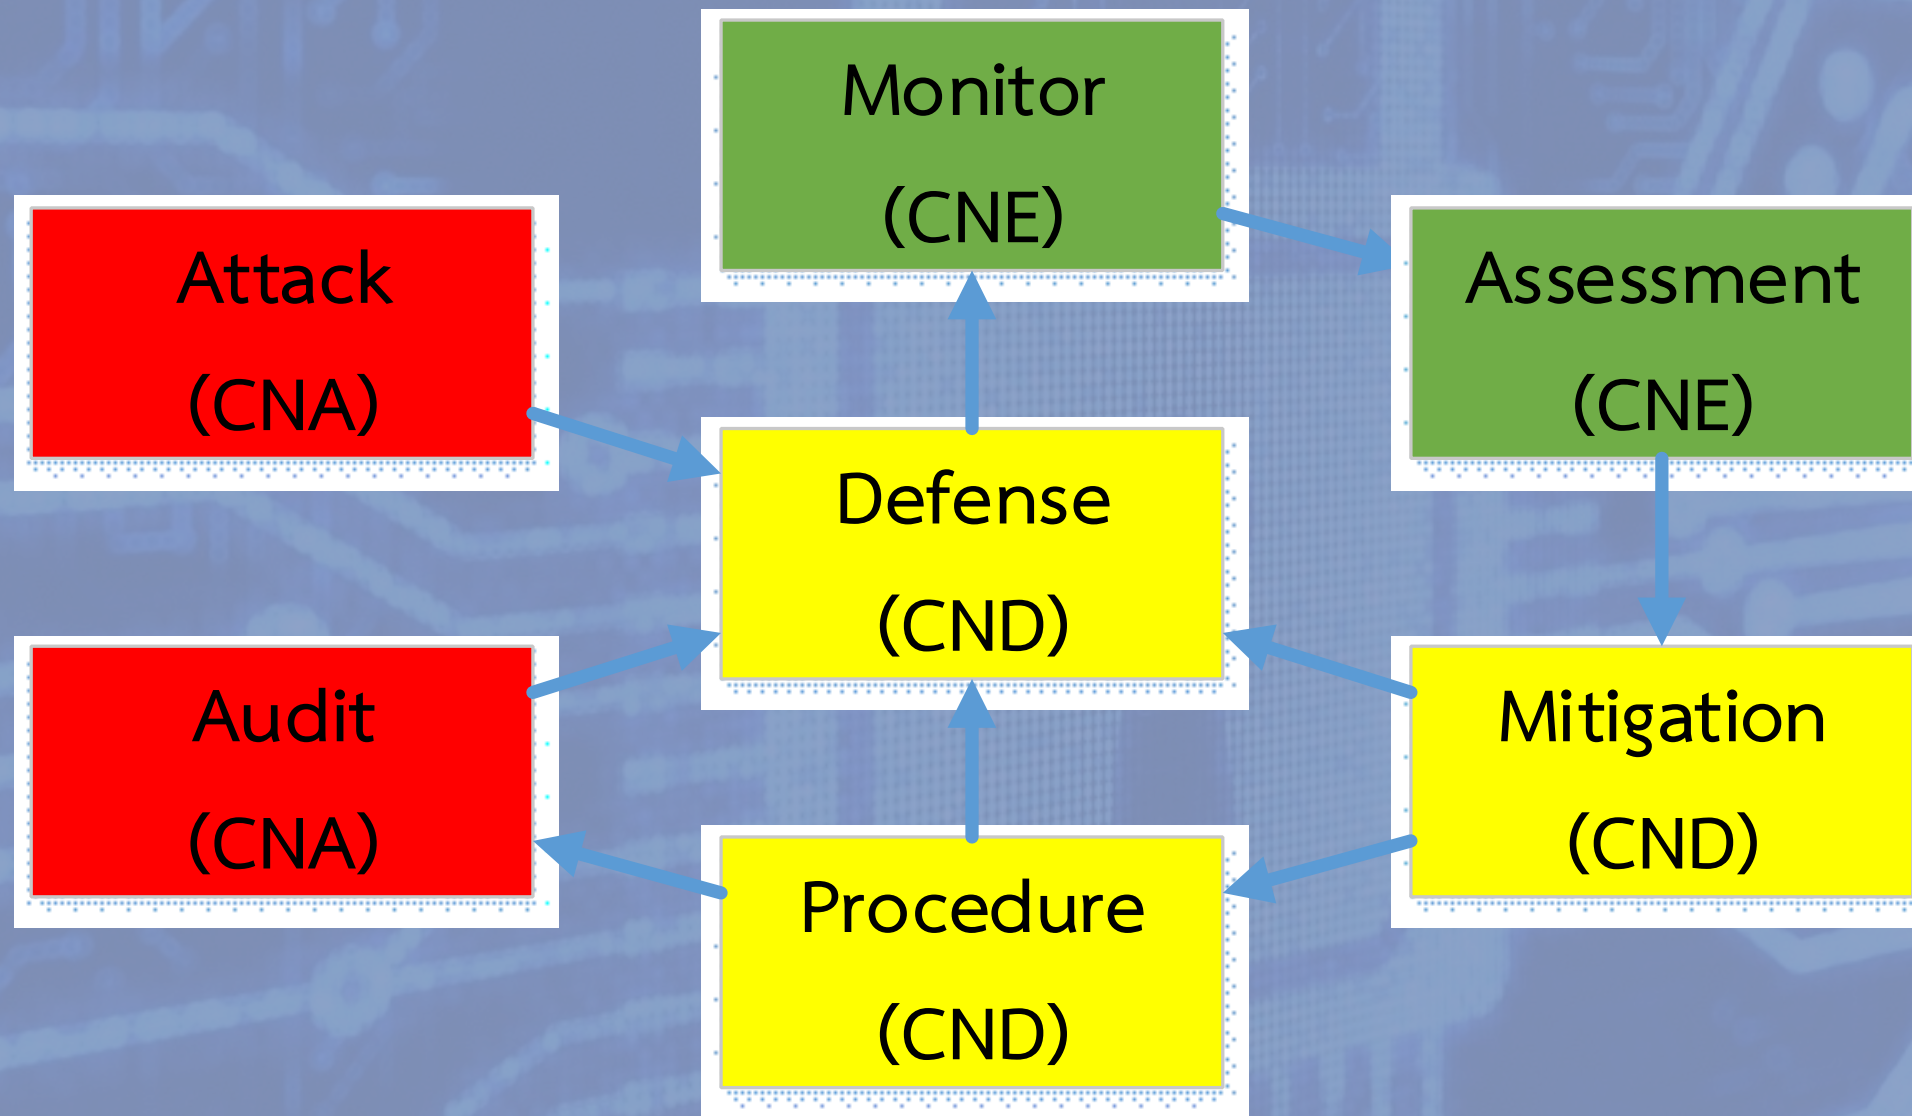 Monitor
(CNE)
Attack
(CNA)
Assessment
(CNE)
Defense
(CND)
Audit
(CNA)
Mitigation
(CND)
Procedure
(CND)